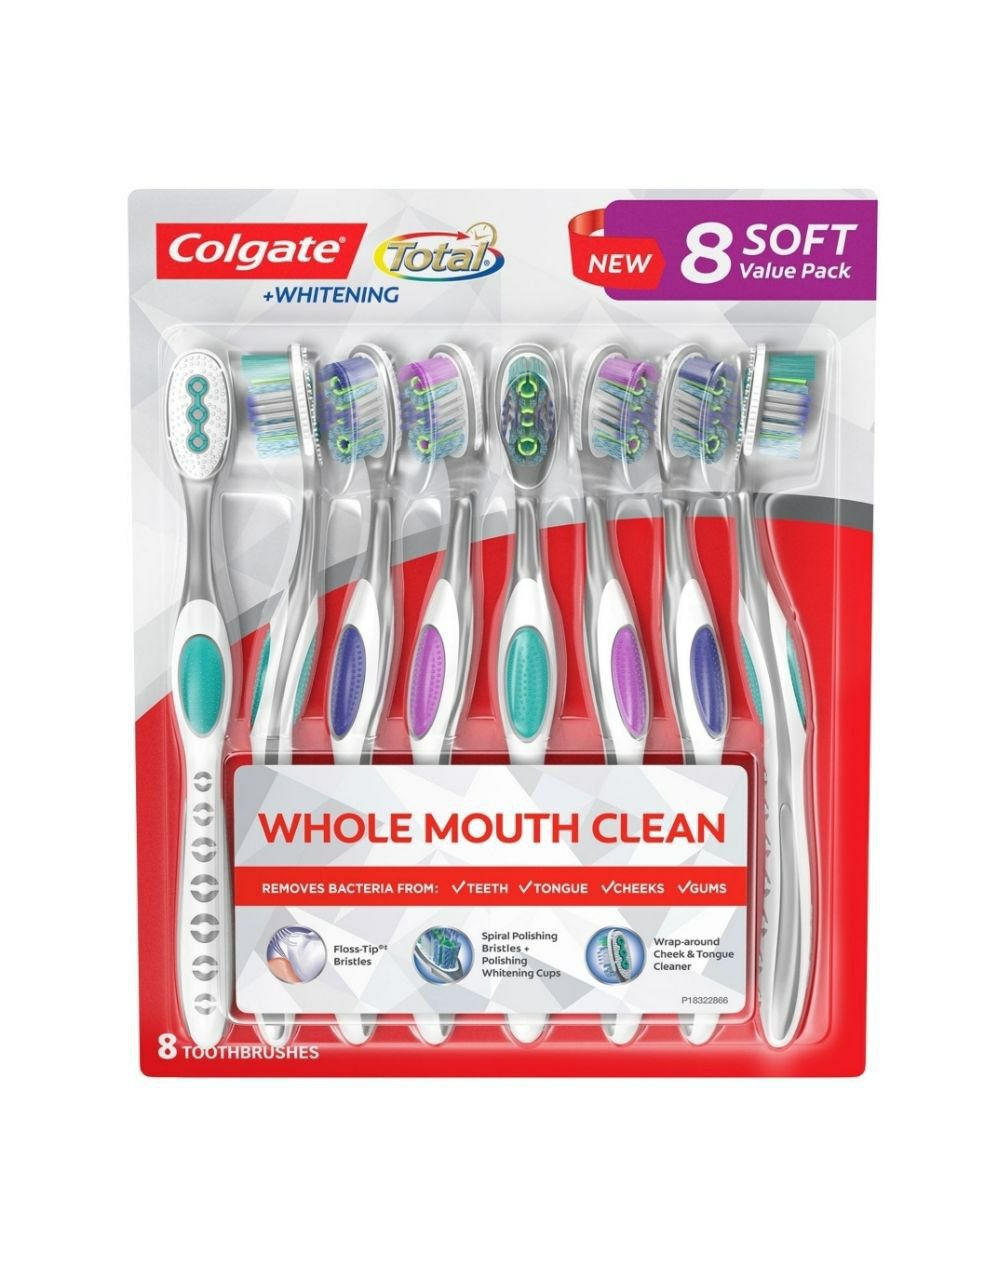 Colgate®
Total®
+WHITENING
NEW
8 SOFT
Value Pack
WHOLE MOUTH CLEAN
REMOVES BACTERIA FROM: ✓TEETH ✓TONGUE ✓CHEEKS ✓GUMS
Floss-Tip®‡
Bristles
Spiral Polishing
Bristles +
Polishing
Whitening Cups
Wrap-around
Cheek & Tongue
Cleaner
P18322866
8 TOOTHBRUSHES